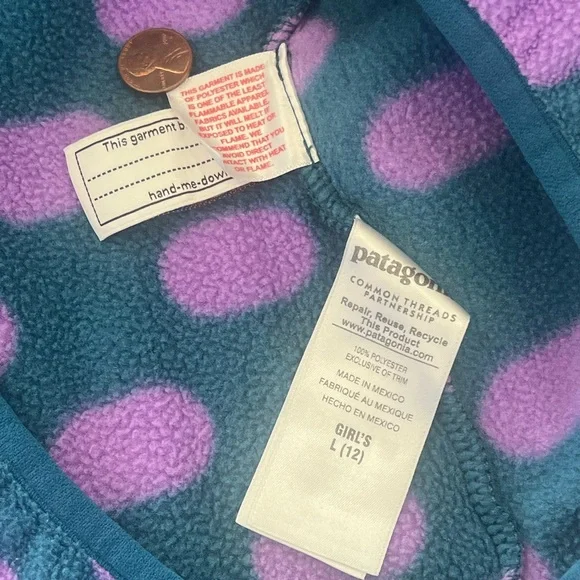 THIS GARMENT IS MADE
OF POLYESTER WHICH
IS ONE OF THE LEAST
FLAMMABLE APPAREL
FABRICS AVAILABLE,
BUT IT WILL MELT IF
EXPOSED TO HEAT OR
FLAME. WE
RECOMMEND THAT YOU
AVOID DIRECT
CONTACT WITH HEAT
OR FLAME.
This garment b
hand-me-dow
patagoni
COMMON THREADS
PARTNERSHIP
Repair, Reuse, Recycle
This Product
www.patagonia.com
100% POLYESTER
EXCLUSIVE OF TRIM
MADE IN MEXICO
FABRIQUÉ AU MEXIQUE
HECHO EN MEXICO
GIRL'S
L (12)